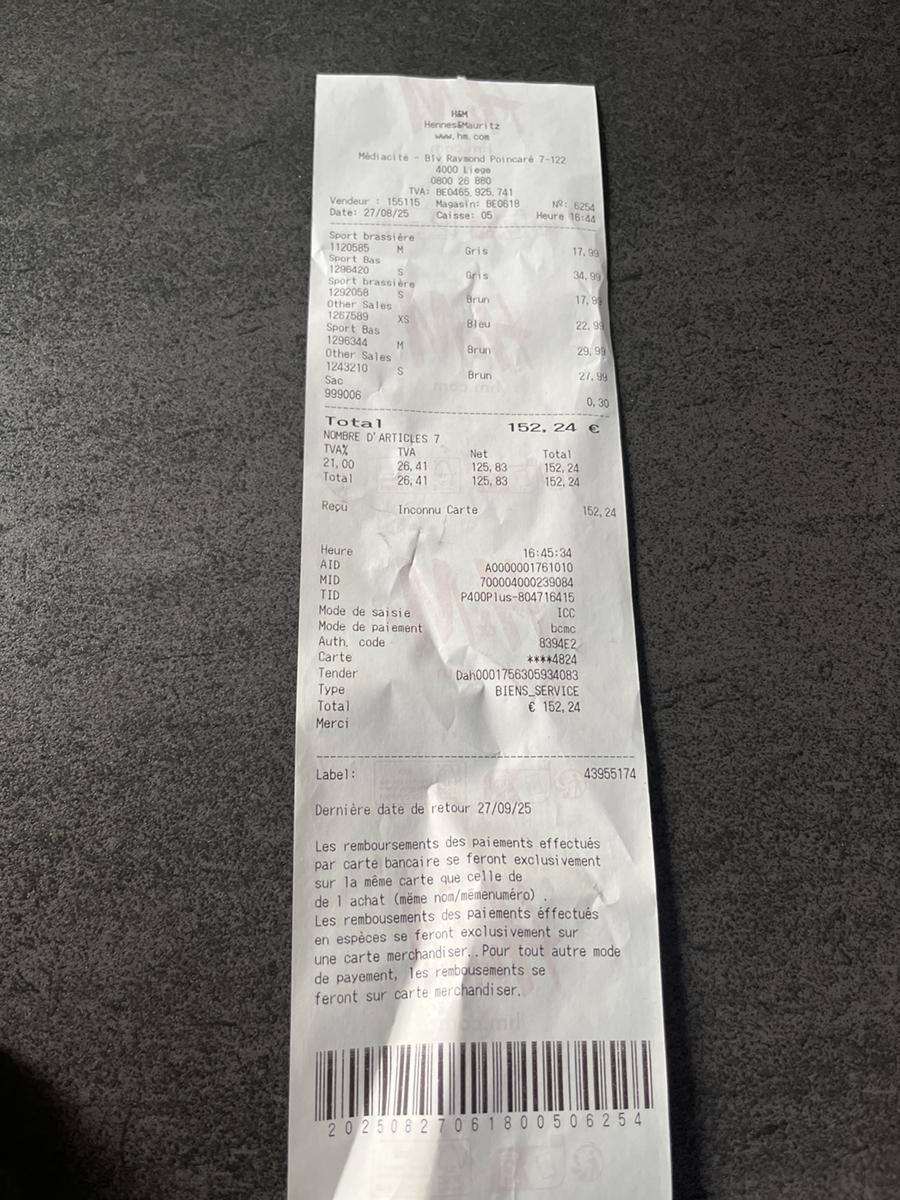 H&M
Hennes&Mauritz
www.hm.com
Médiacité - Blv Raymond Poincaré 7-122
4000 Liege
0800 26 880
TVA: BE0465.925.741
Vendeur : 155115 Magasin: BE0618 Nº: 6254
Date: 27/08/25 Caisse: 05 Heure 16:44
Sport brassière
1120585 M Gris 17,99
Sport Bas
1296420 S Gris 34,99
Sport brassière
1292058 S Brun 17,99
Other Sales
1267589 XS Bleu 22,99
Sport Bas
1296344 M Brun 29,99
Other Sales
1243210 S Brun 27,99
Sac
999006 0,30
Total 152,24 €
NOMBRE D'ARTICLES 7
TVA% TVA Net Total
21,00 26,41 125,83 152,24
Total 26,41 125,83 152,24
Reçu Inconnu Carte 152,24
Heure 16:45:34
AID A0000001761010
MID 700004000239084
TID P400Plus-804716415
Mode de saisie ICC
Mode de paiement bcmc
Auth. code 8394E2
Carte ****4824
Tender Dah0001756305934083
Type BIENS_SERVICE
Total € 152,24
Merci
Label: 43955174
Dernière date de retour 27/09/25
Les remboursements des paiements effectués
par carte bancaire se feront exclusivement
sur la même carte que celle de
de l achat (même nom/mêmenuméro) .
Les rembousements des paiements éffectués
en espèces se feront exclusivement sur
une carte merchandiser..Pour tout autre mode
de payement, les rembousements se
feront sur carte merchandiser.
2025082706180050625​4